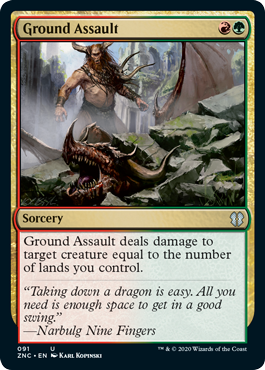 Ground Assault
Sorcery
Ground Assault deals damage to
target creature equal to the number
of lands you control.
“Taking down a dragon is easy. All you
need is enough space to get in a good
swing.”
—Narbulg Nine Fingers
091 U
ZNC • EN Karl Kopinski
™ & © 2020 Wizards of the Coast